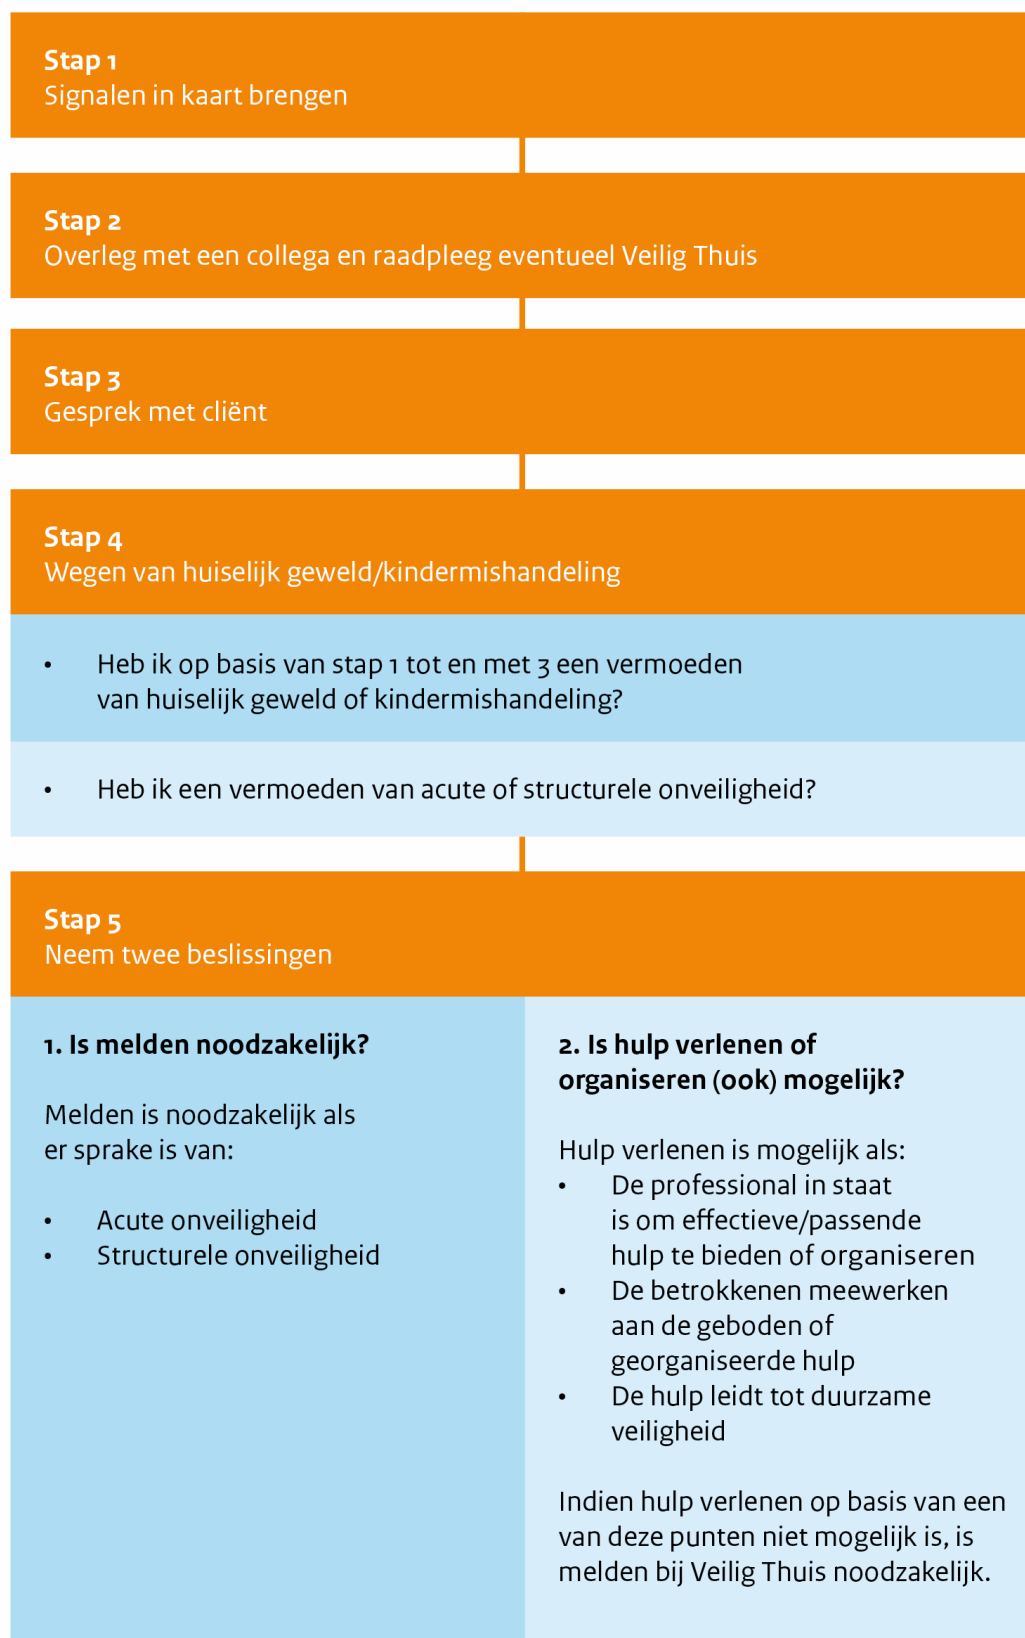 Stap 1
Signalen in kaart brengen
Stap 2
Overleg met een collega en raadpleeg eventueel Veilig Thuis
Stap 3
Gesprek met cliënt
Stap 4
Wegen van huiselijk geweld/kindermishandeling
• Heb ik op basis van stap 1 tot en met 3 een vermoeden
van huiselijk geweld of kindermishandeling?
• Heb ik een vermoeden van acute of structurele onveiligheid?
Stap 5
Neem twee beslissingen
1. Is melden noodzakelijk?
Melden is noodzakelijk als
er sprake is van:
• Acute onveiligheid
• Structurele onveiligheid
2. Is hulp verlenen of
organiseren (ook) mogelijk?
Hulp verlenen is mogelijk als:
• De professional in staat
is om effectieve/passende
hulp te bieden of organiseren
• De betrokkenen meewerken
aan de geboden of
georganiseerde hulp
• De hulp leidt tot duurzame
veiligheid
Indien hulp verlenen op basis van een
van deze punten niet mogelijk is, is
melden bij Veilig Thuis noodzakelijk.